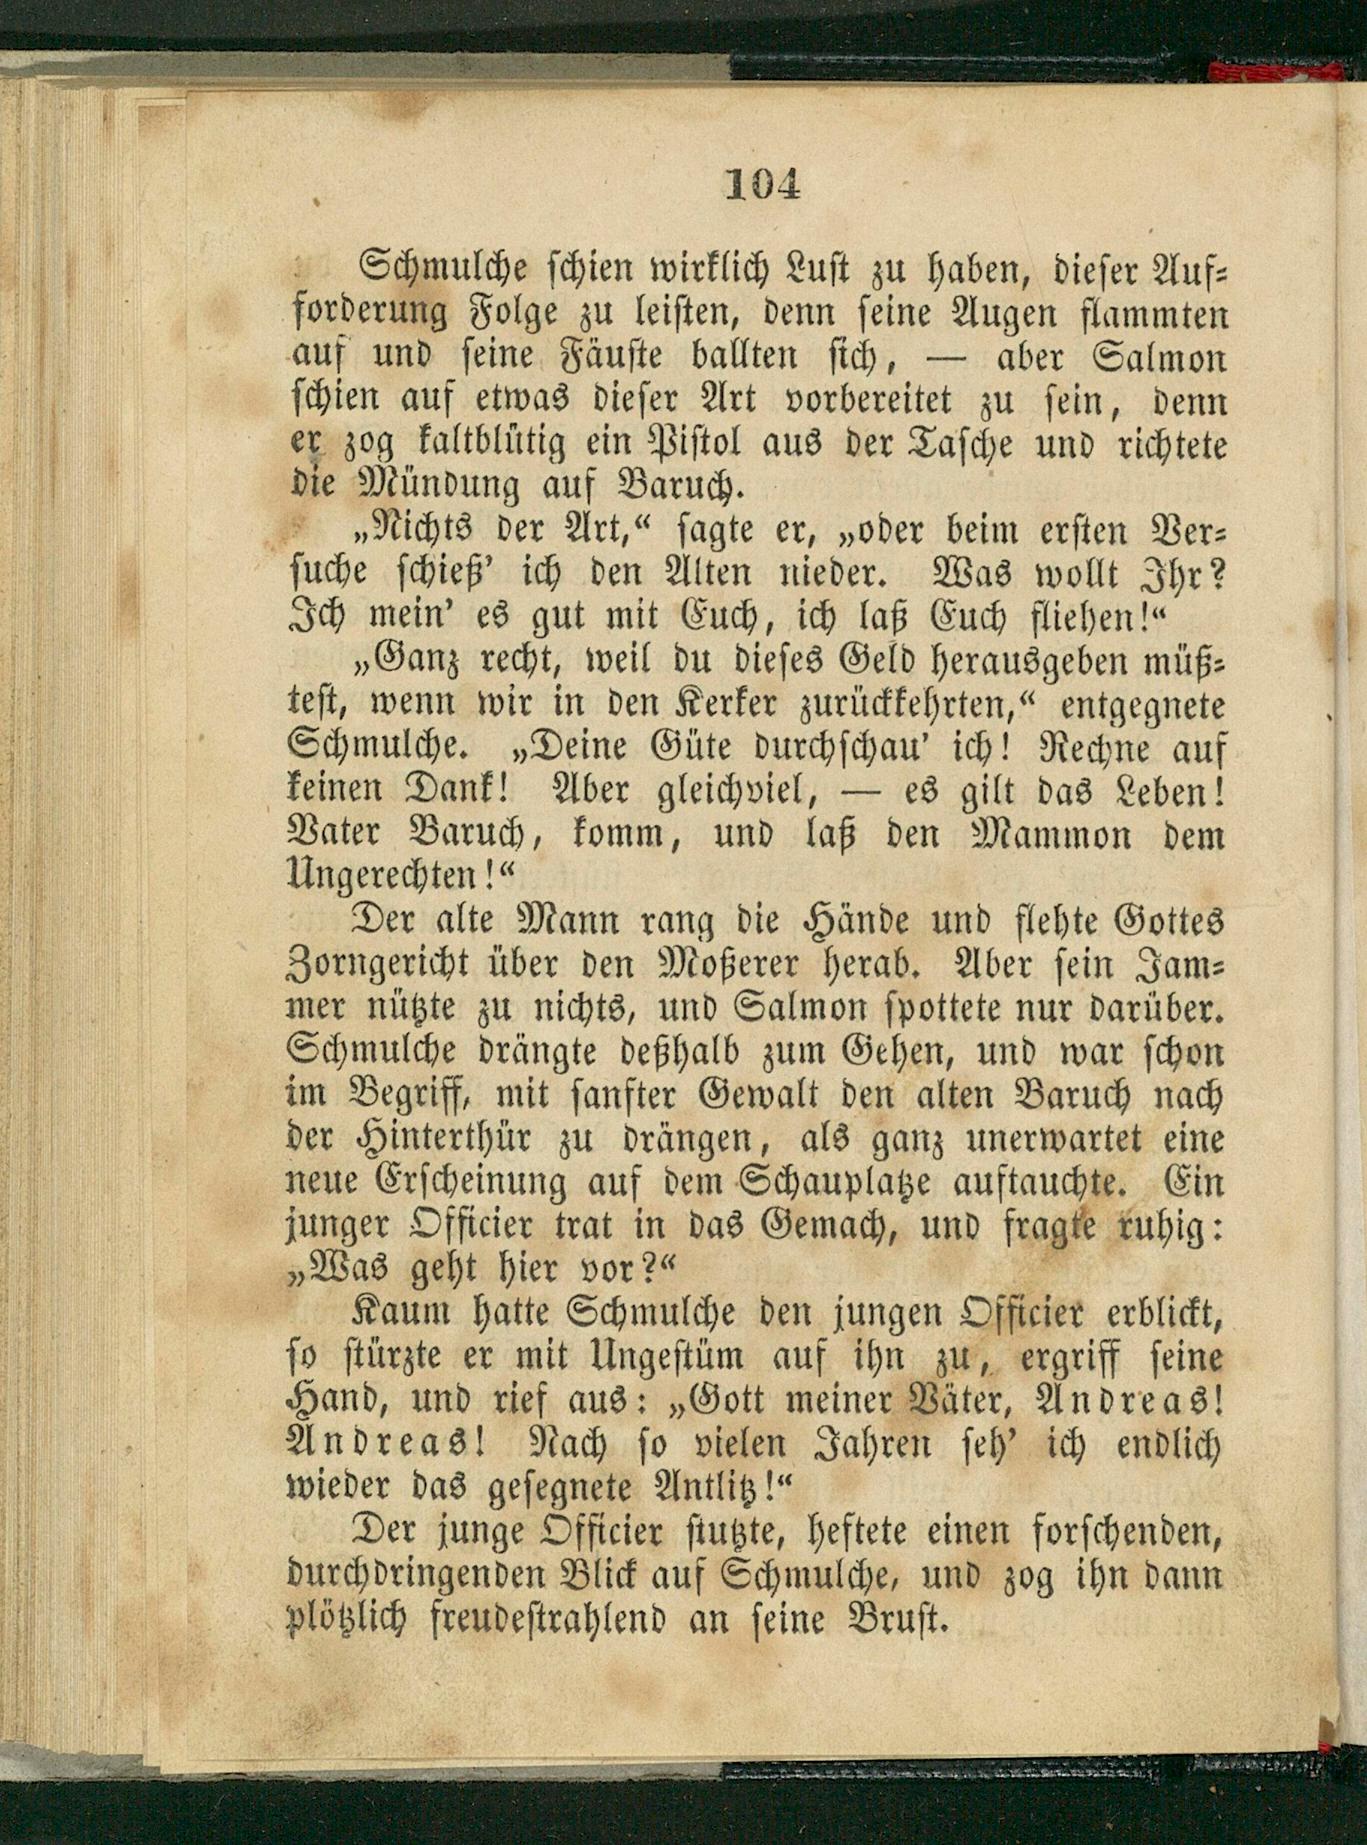 104
Schmulche schien wirklich Lust zu haben, dieser Auf-
forderung Folge zu leisten, denn seine Augen flammten
auf und seine Fäuste ballten sich, — aber Salmon
schien auf etwas dieser Art vorbereitet zu sein, denn
er zog kaltblütig ein Pistol aus der Tasche und richtete
die Mündung auf Baruch.
„Nichts der Art,“ sagte er, „oder beim ersten Ver-
suche schieß’ ich den Alten nieder. Was wollt Ihr?
Ich mein’ es gut mit Euch, ich laß Euch fliehen!“
„Ganz recht, weil du dieses Geld herausgeben müß-
test, wenn wir in den Kerker zurückkehrten,“ entgegnete
Schmulche. „Deine Güte durchschau’ ich! Rechne auf
keinen Dank! Aber gleichviel, — es gilt das Leben!
Vater Baruch, komm, und laß den Mammon dem
Ungerechten!“
Der alte Mann rang die Hände und flehte Gottes
Zorngericht über den Moßerer herab. Aber sein Jam-
mer nützte zu nichts, und Salmon spottete nur darüber.
Schmulche drängte deßhalb zum Gehen, und war schon
im Begriff, mit sanfter Gewalt den alten Baruch nach
der Hinterthür zu drängen, als ganz unerwartet eine
neue Erscheinung auf dem Schauplatze auftauchte. Ein
junger Officier trat in das Gemach, und fragte ruhig:
„Was geht hier vor?“
Kaum hatte Schmulche den jungen Officier erblickt,
so stürzte er mit Ungestüm auf ihn zu, ergriff seine
Hand, und rief aus: „Gott meiner Väter, Andreas!
Andreas! Nach so vielen Jahren seh’ ich endlich
wieder das gesegnete Antlitz!“
Der junge Officier stutzte, heftete einen forschenden,
durchdringenden Blick auf Schmulche, und zog ihn dann
plötzlich freudestrahlend an seine Brust.